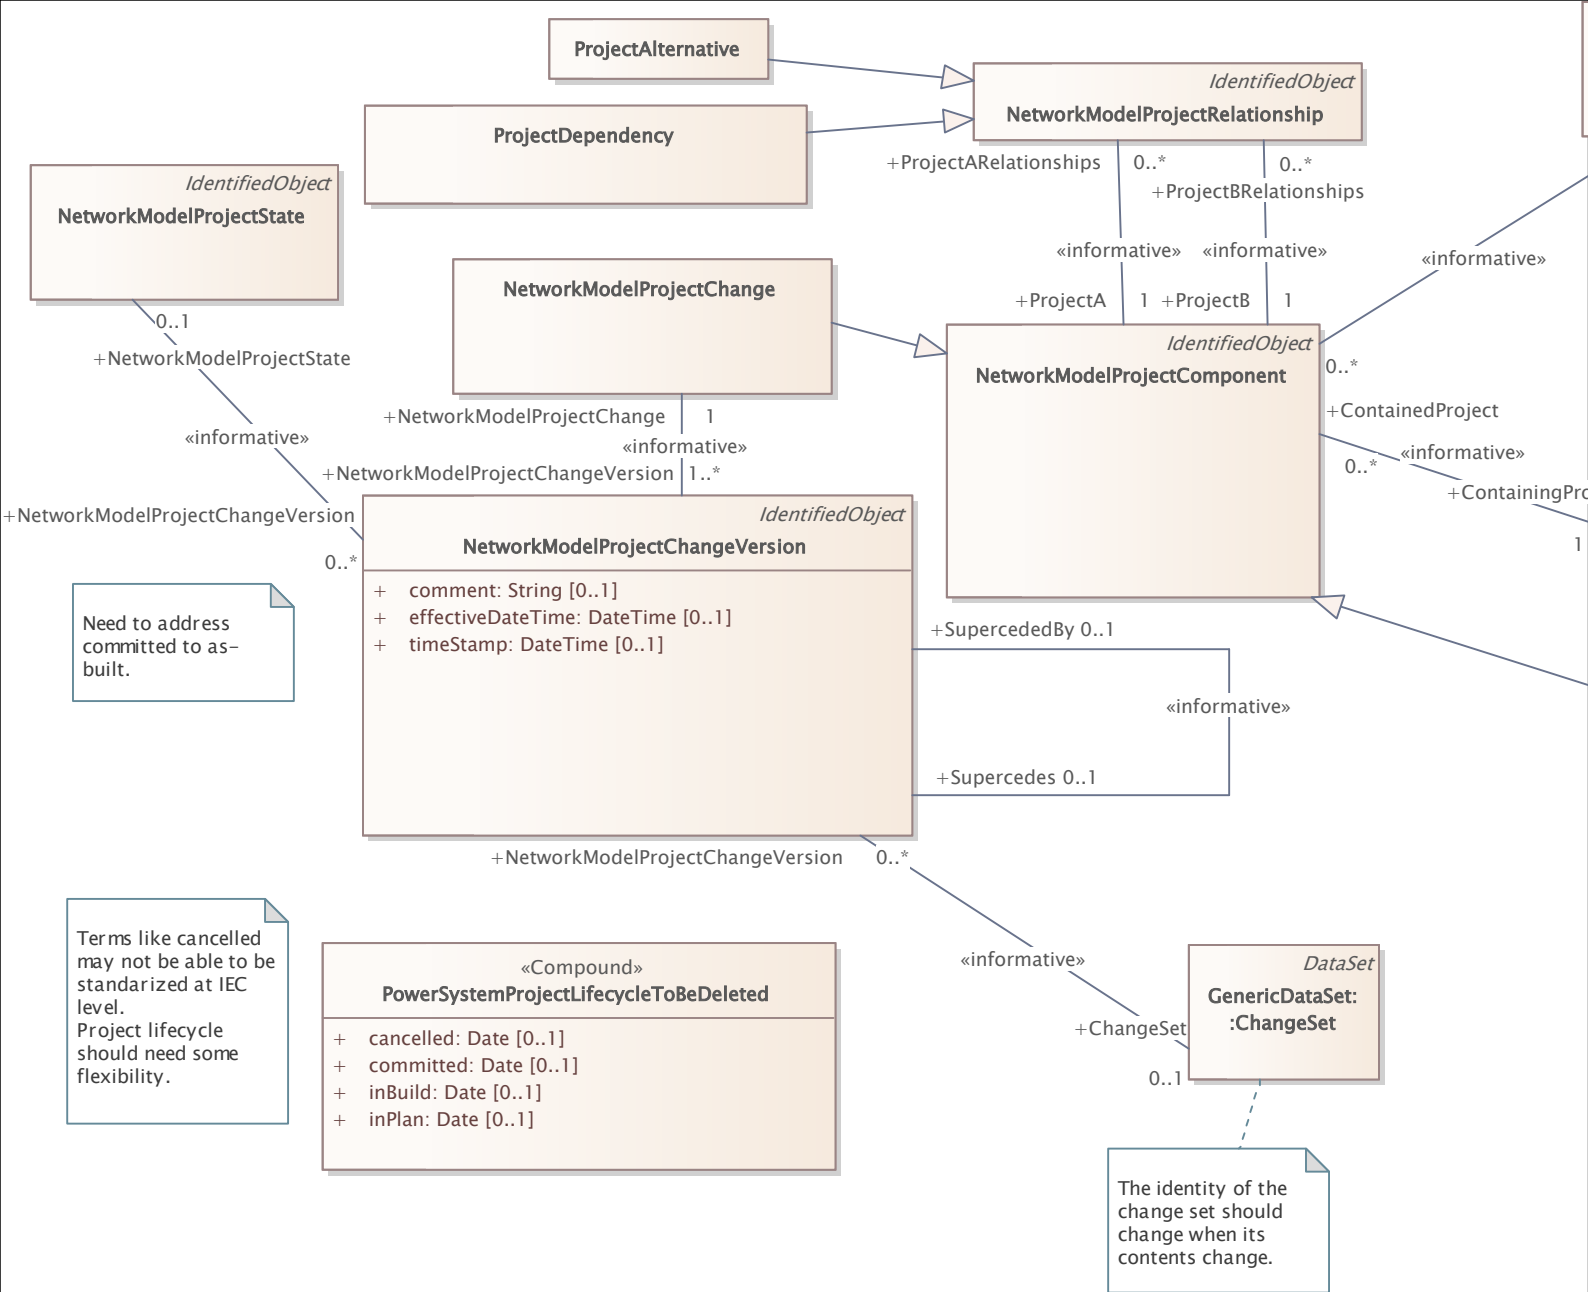 ProjectAlternative
IdentifiedObject
NetworkModelProjectRelationship
ProjectDependency
+ProjectARelationships
0..*
0..*
+ProjectBRelationships
IdentifiedObject
NetworkModelProjectState
«informative»
«informative»
«informative»
NetworkModelProjectChange
+ProjectA
1
+ProjectB
1
0..1
+NetworkModelProjectState
IdentifiedObject
NetworkModelProjectComponent
0..*
+ContainedProject
+NetworkModelProjectChange
1
«informative»
«informative»
«informative»
0..*
+NetworkModelProjectChangeVersion
1..*
+ContainingPro
+NetworkModelProjectChangeVersion
0..*
1
IdentifiedObject
NetworkModelProjectChangeVersion
+ comment: String [0..1]
+ effectiveDateTime: DateTime [0..1]
+ timeStamp: DateTime [0..1]
Need to address
committed to as-
built.
+SupercededBy 0..1
«informative»
+Supercedes 0..1
+NetworkModelProjectChangeVersion
0..*
Terms like cancelled
may not be able to be
standarized at IEC
level.
Project lifecycle
should need some
flexibility.
«Compound»
PowerSystemProjectLifecycleToBeDeleted
+ cancelled: Date [0..1]
+ committed: Date [0..1]
+ inBuild: Date [0..1]
+ inPlan: Date [0..1]
«informative»
DataSet
GenericDataSet:
:ChangeSet
+ChangeSet
0..1
The identity of the
change set should
change when its
contents change.